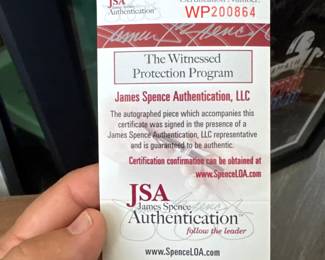 JSA
Authentication
WP200864
The Witnessed
Protection Program
James Spence Authentication, LLC
The autographed piece which accompanies this
certificate was signed in the presence of a
James Spence Authentication, LLC representative
and is guaranteed to be authentic.
Certification confirmation can be obtained at
www.SpenceLOA.com
JSA
James Spence
Authentication™
follow the leader
www.SpenceLOA.com